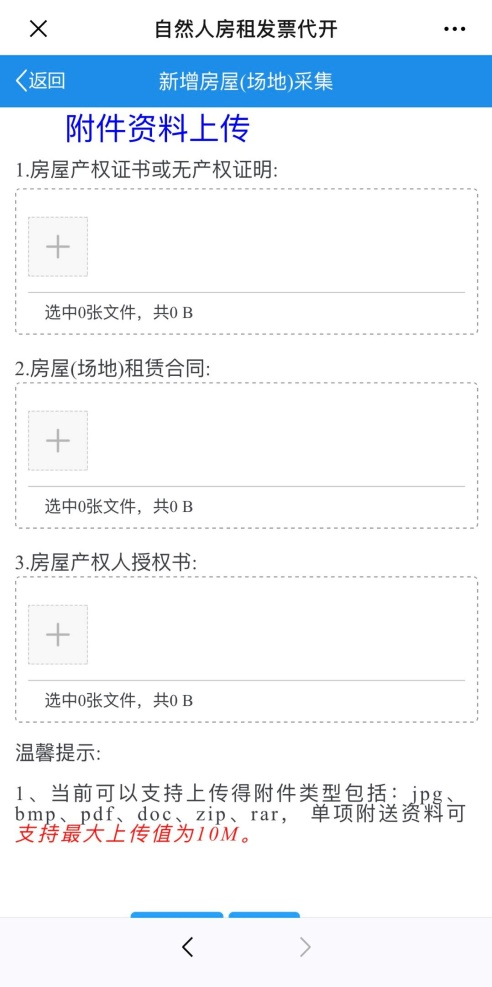 自然人房租发票代开
返回
新增房屋(场地)采集
附件资料上传
1.房屋产权证书或无产权证明:
选中0张文件，共0 B
2.房屋(场地)租赁合同:
选中0张文件，共0 B
3.房屋产权人授权书:
选中0张文件，共0 B
温馨提示:
1、当前可以支持上传得附件类型包括：jpg、
bmp、pdf、doc、zip、rar， 单项附送资料可
支持最大上传值为10M。